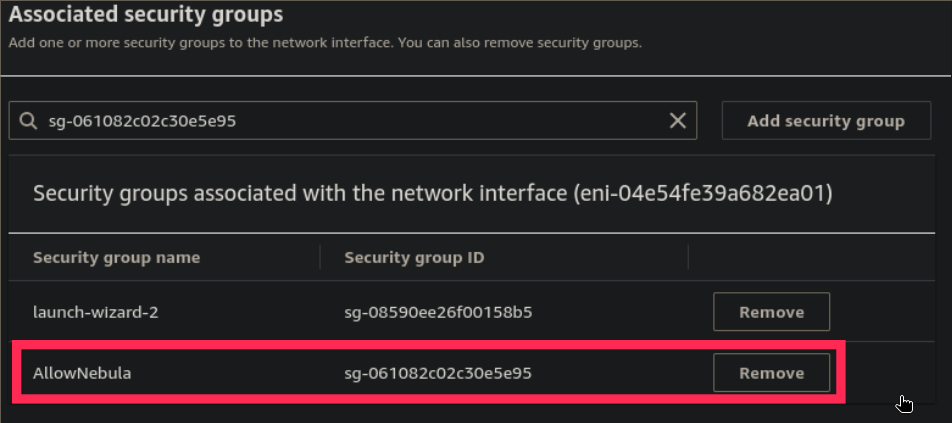 Associated security groups
Add one or more security groups to the network interface. You can also remove security groups.
sg-061082c02c30e5e95
Add security group
Security groups associated with the network interface (eni-04e54fe39a682ea01)
Security group name Security group ID
launch-wizard-2 sg-08590ee26f00158b5 Remove
AllowNebula sg-061082c02c30e5e95 Remove